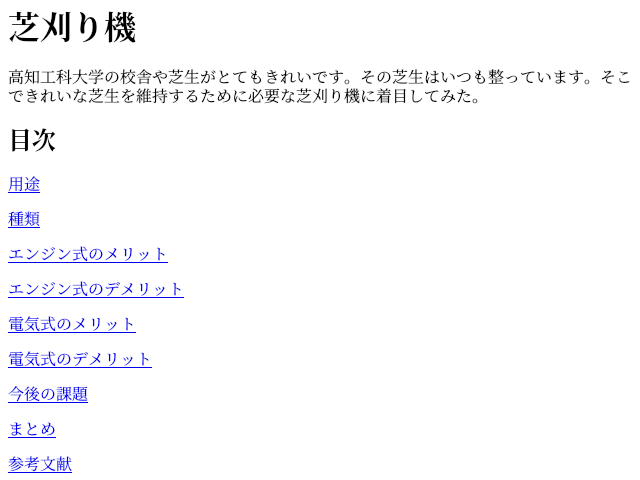 芝刈り機
高知工科大学の校舎や芝生がとてもきれいです。その芝生はいつも整っています。そこ
できれいな芝生を維持するために必要な芝刈り機に着目してみた。
目次
用途
種類
エンジン式のメリット
エンジン式のデメリット
電気式のメリット
電気式のデメリット
今後の課題
まとめ
参考文献